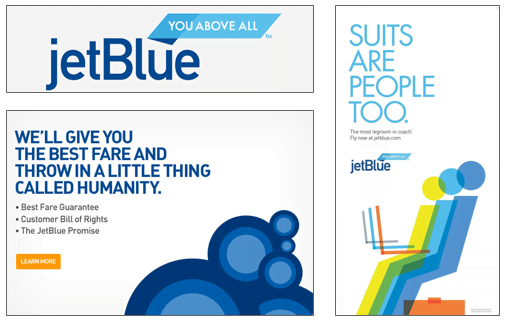 YOU ABOVE ALL
TM
jetBlue
WE'LL GIVE YOU
THE BEST FARE AND
THROW IN A LITTLE THING
CALLED HUMANITY.
• Best Fare Guarantee
• Customer Bill of Rights
• The JetBlue Promise
LEARN MORE
SUITS
ARE
PEOPLE
TOO.
The most legroom in coach.
Fly now at jetblue.com
jetBlue